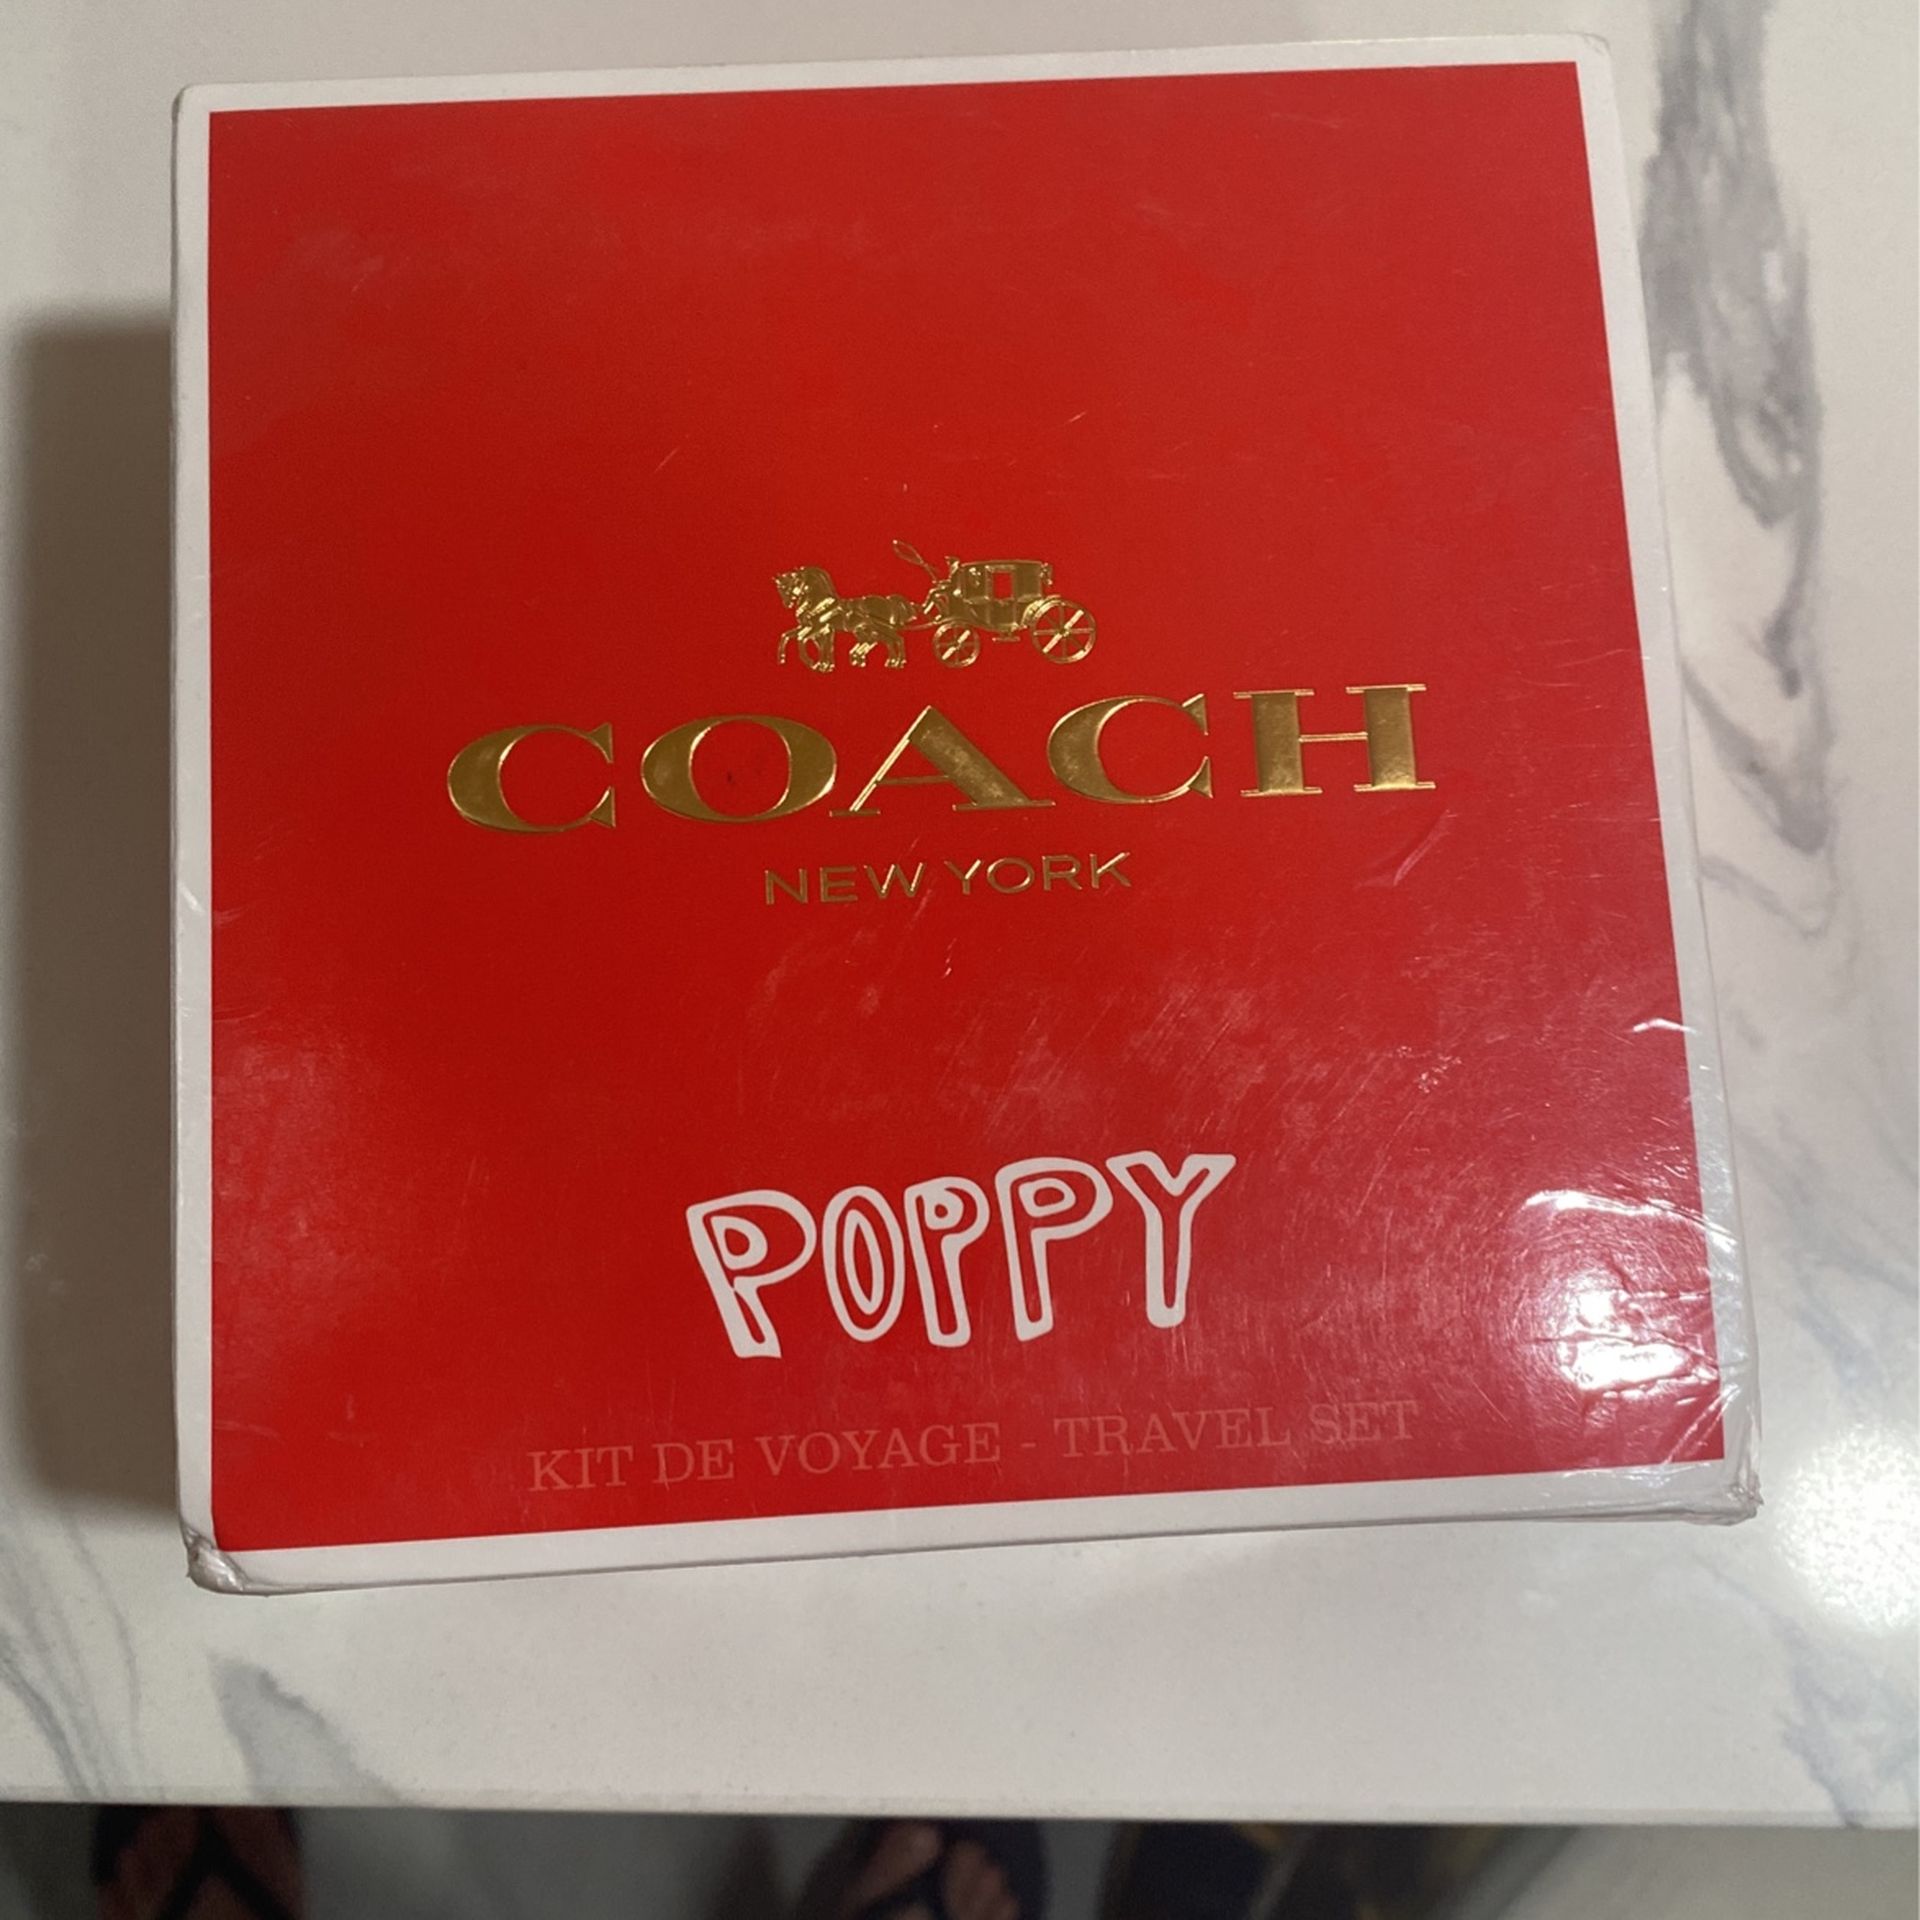 COACH
NEW YORK
POPPY
KIT DE VOYAGE - TRAVEL SET